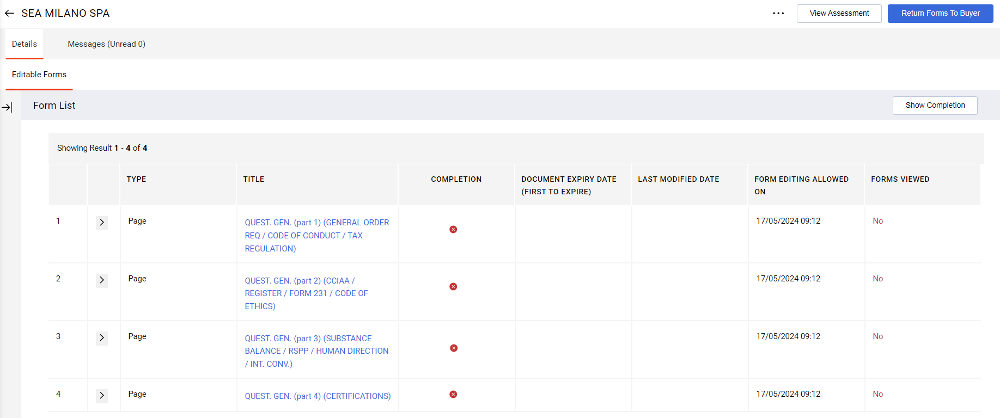 SEA MILANO SPA
View Assessment
Return Forms To Buyer
Details
Messages (Unread 0)
Editable Forms
Form List
Show Completion
Showing Result 1 - 4 of 4
TYPE
TITLE
COMPLETION
DOCUMENT EXPIRY DATE
(FIRST TO EXPIRE)
LAST MODIFIED DATE
FORM EDITING ALLOWED
ON
FORMS VIEWED
1
Page
QUEST. GEN. (part 1) (GENERAL ORDER
REQ / CODE OF CONDUCT / TAX
REGULATION)
17/05/2024 09:12
No
2
Page
QUEST. GEN. (part 2) (CCIAA /
REGISTER / FORM 231 / CODE OF
ETHICS)
17/05/2024 09:12
No
3
Page
QUEST. GEN. (part 3) (SUBSTANCE
BALANCE / RSPP / HUMAN DIRECTION
/ INT. CONV.)
17/05/2024 09:12
No
4
Page
QUEST. GEN. (part 4) (CERTIFICATIONS)
17/05/2024 09:12
No